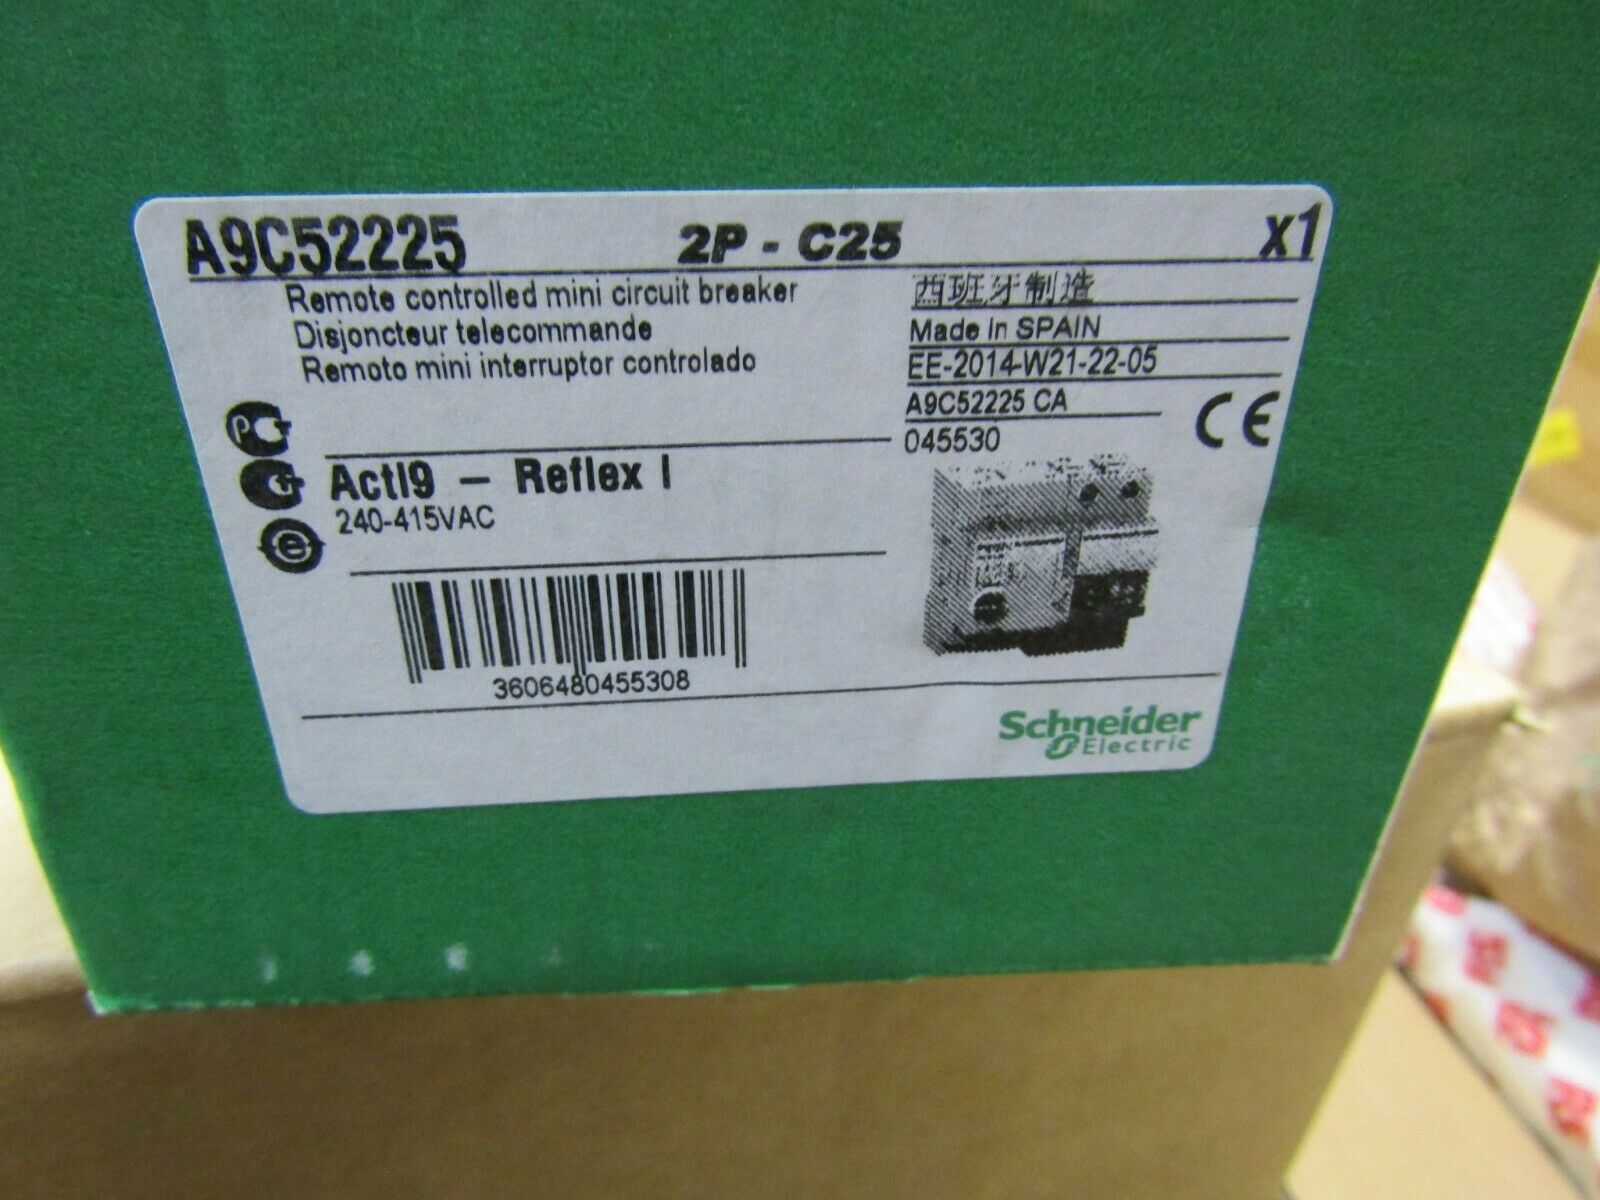 A9C52225 2P - C25 x1
Remote controlled mini circuit breaker
Disjoncteur telecommande
Remoto mini interruptor controlado
西班牙制造
Made in SPAIN
EE-2014-W21-22-05
A9C52225 CA
045530
CE
ActI9 - Reflex I
240-415VAC
3606480455308
Schneider
Electric